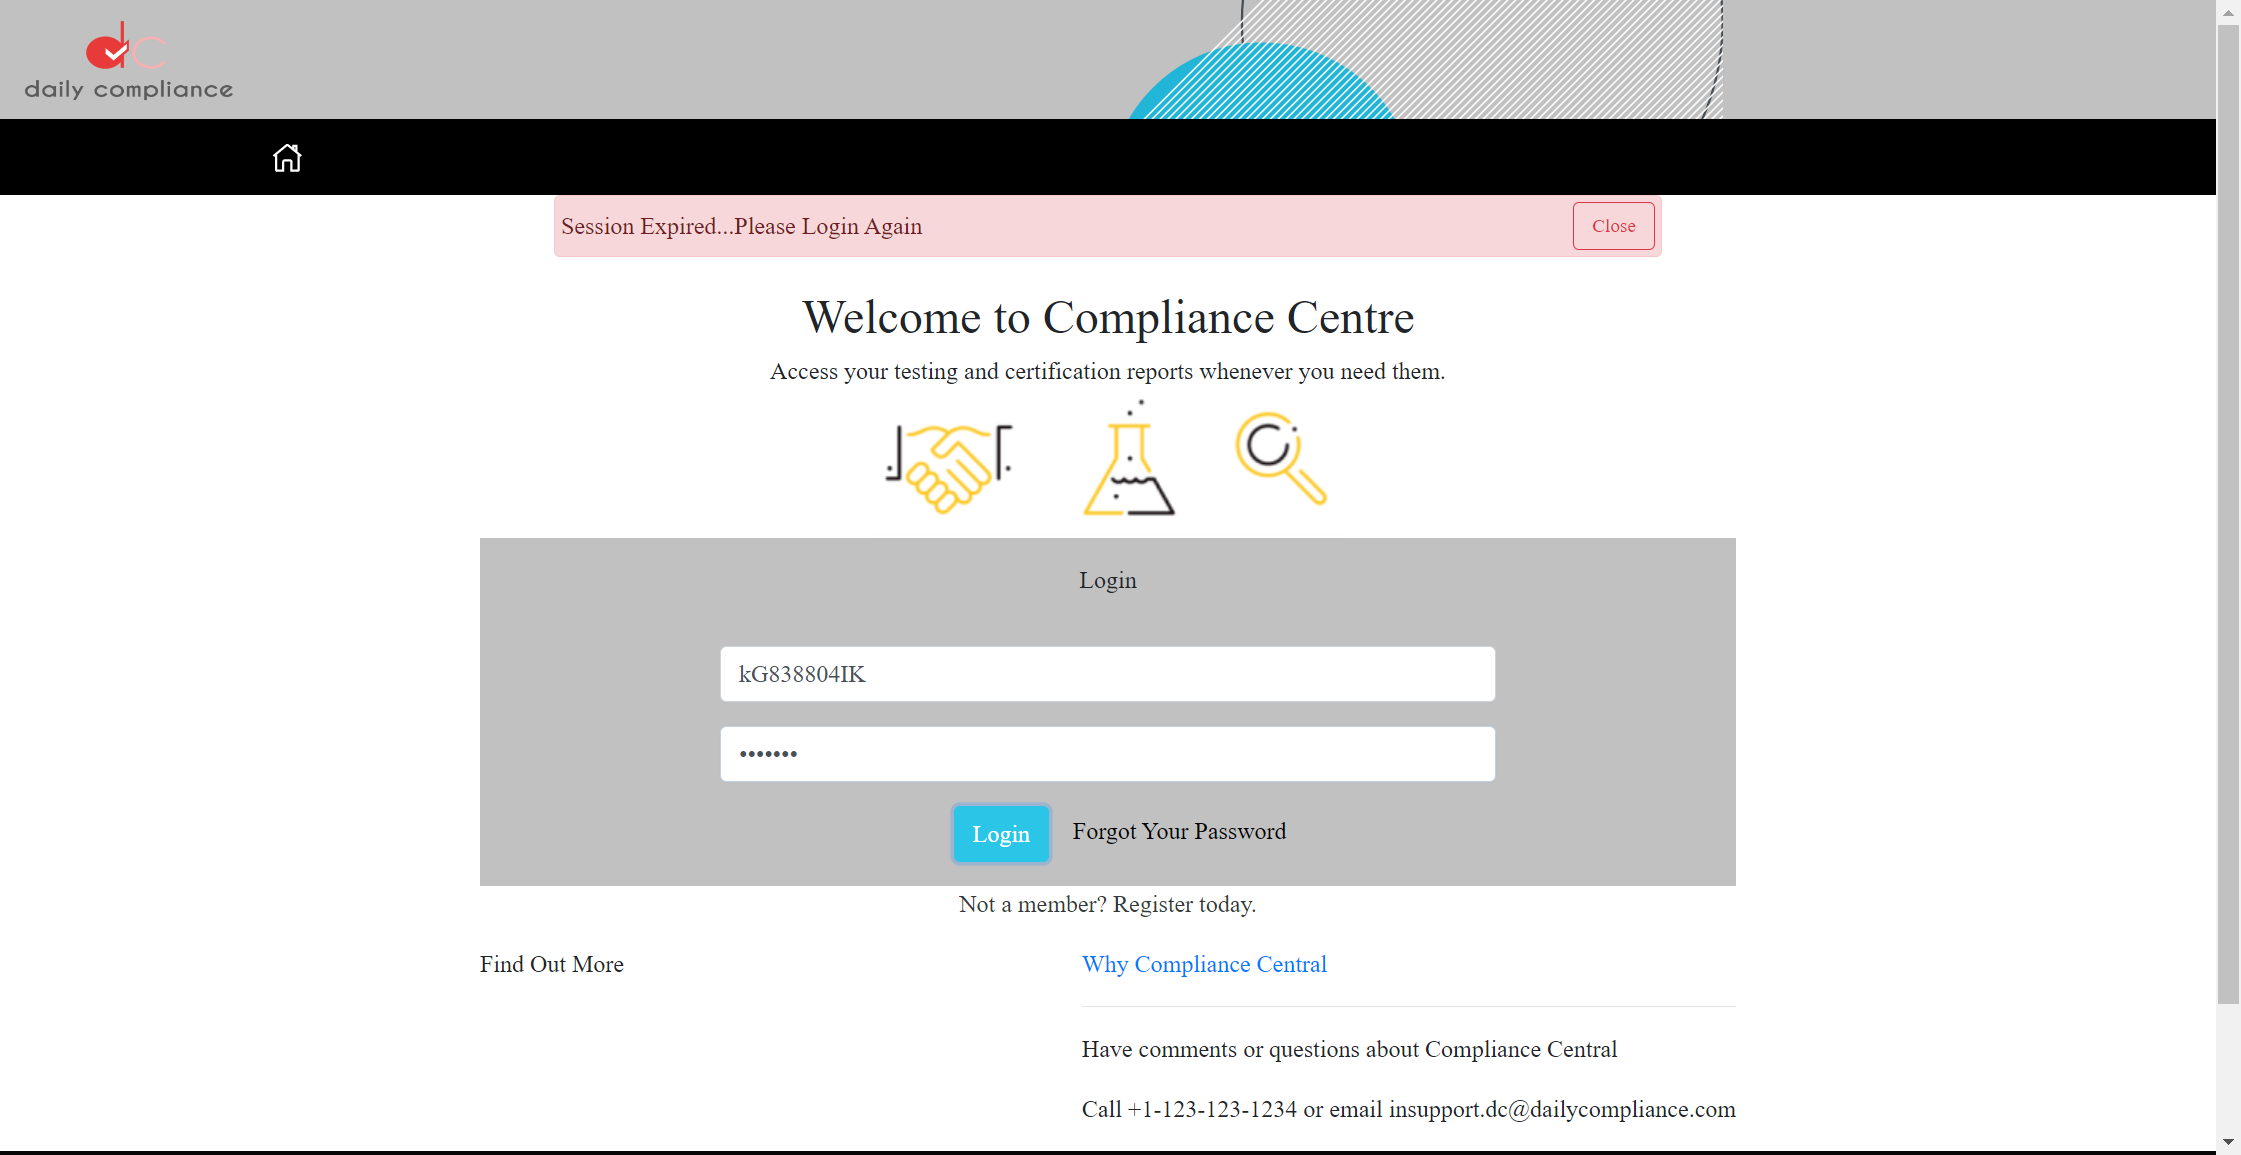 dc
daily compliance
Session Expired...Please Login Again
Close
Welcome to Compliance Centre
Access your testing and certification reports whenever you need them.
Login
kG838804IK
•••••••
Login
Forgot Your Password
Not a member? Register today.
Find Out More
Why Compliance Central
Have comments or questions about Compliance Central
Call +1-123-123-1234 or email insupport.dc@dailycompliance.com